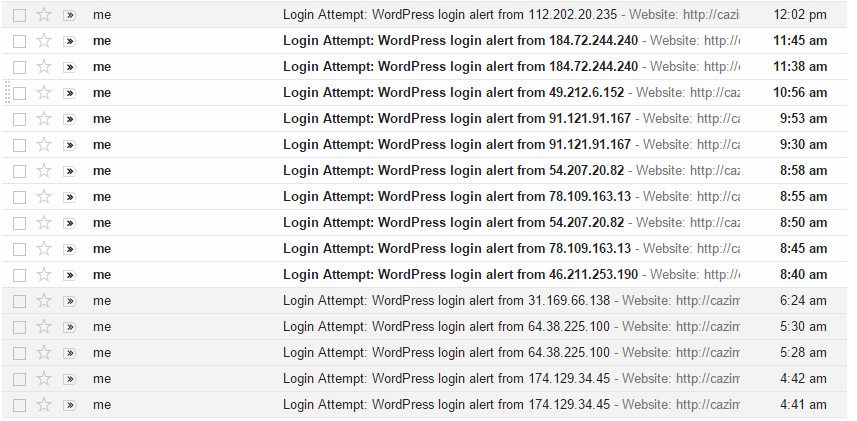 me Login Attempt: WordPress login alert from 112.202.20.235 - Website: http://cazim 12:02 pm
me Login Attempt: WordPress login alert from 184.72.244.240 - Website: http://c 11:45 am
me Login Attempt: WordPress login alert from 184.72.244.240 - Website: http://c 11:38 am
me Login Attempt: WordPress login alert from 49.212.6.152 - Website: http://caz 10:56 am
me Login Attempt: WordPress login alert from 91.121.91.167 - Website: http://ca 9:53 am
me Login Attempt: WordPress login alert from 91.121.91.167 - Website: http://ca 9:30 am
me Login Attempt: WordPress login alert from 54.207.20.82 - Website: http://caz 8:58 am
me Login Attempt: WordPress login alert from 78.109.163.13 - Website: http://ca 8:55 am
me Login Attempt: WordPress login alert from 54.207.20.82 - Website: http://caz 8:50 am
me Login Attempt: WordPress login alert from 78.109.163.13 - Website: http://ca 8:45 am
me Login Attempt: WordPress login alert from 46.211.253.190 - Website: http://c 8:40 am
me Login Attempt: WordPress login alert from 31.169.66.138 - Website: http://cazim 6:24 am
me Login Attempt: WordPress login alert from 64.38.225.100 - Website: http://cazim 5:30 am
me Login Attempt: WordPress login alert from 64.38.225.100 - Website: http://cazim 5:28 am
me Login Attempt: WordPress login alert from 174.129.34.45 - Website: http://cazim 4:42 am
me Login Attempt: WordPress login alert from 174.129.34.45 - Website: http://cazim 4:41 am